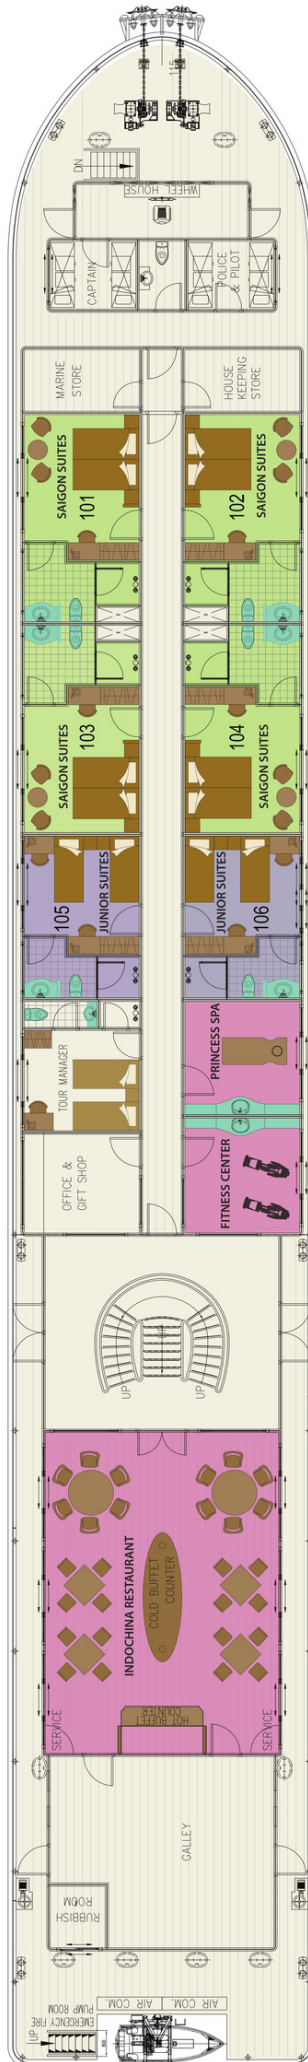 115
DN
WHEEL HOUSE
CAPTAIN
POLICE
& PILOT
MARINE
STORE
HOUSE
KEEPING
STORE
SAIGON SUITES
101
102
SAIGON SUITES
SAIGON SUITES
103
104
SAIGON SUITES
105
JUNIOR SUITES
JUNIOR SUITES
106
TOUR MANAGER
PRINCESS SPA
OFFICE &
GIFT SHOP
FITNESS CENTER
UP
UP
UP
INDOCHINA RESTAURANT
COLD BUFFET
COUNTER
HOT BUFFET
COUNTER
SERVICE
SERVICE
GALLEY
RUBBISH
ROOM
EMERGENCY FIRE
PUMP ROOM
UP
AIR COM.
AIR COM.